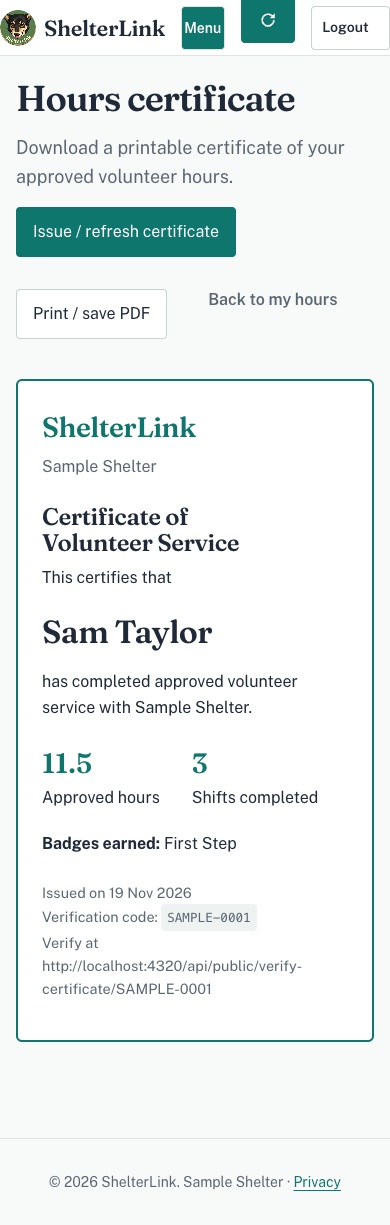 ShelterLink
Menu
Logout
Hours certificate
Download a printable certificate of your
approved volunteer hours.
Issue / refresh certificate
Print / save PDF
Back to my hours
ShelterLink
Sample Shelter
Certificate of
Volunteer Service
This certifies that
Sam Taylor
has completed approved volunteer
service with Sample Shelter.
11.5
Approved hours
3
Shifts completed
Badges earned: First Step
Issued on 19 Nov 2026
Verification code: SAMPLE-0001
Verify at
http://localhost:4320/api/public/verify-
certificate/SAMPLE-0001
© 2026 ShelterLink. Sample Shelter · Privacy